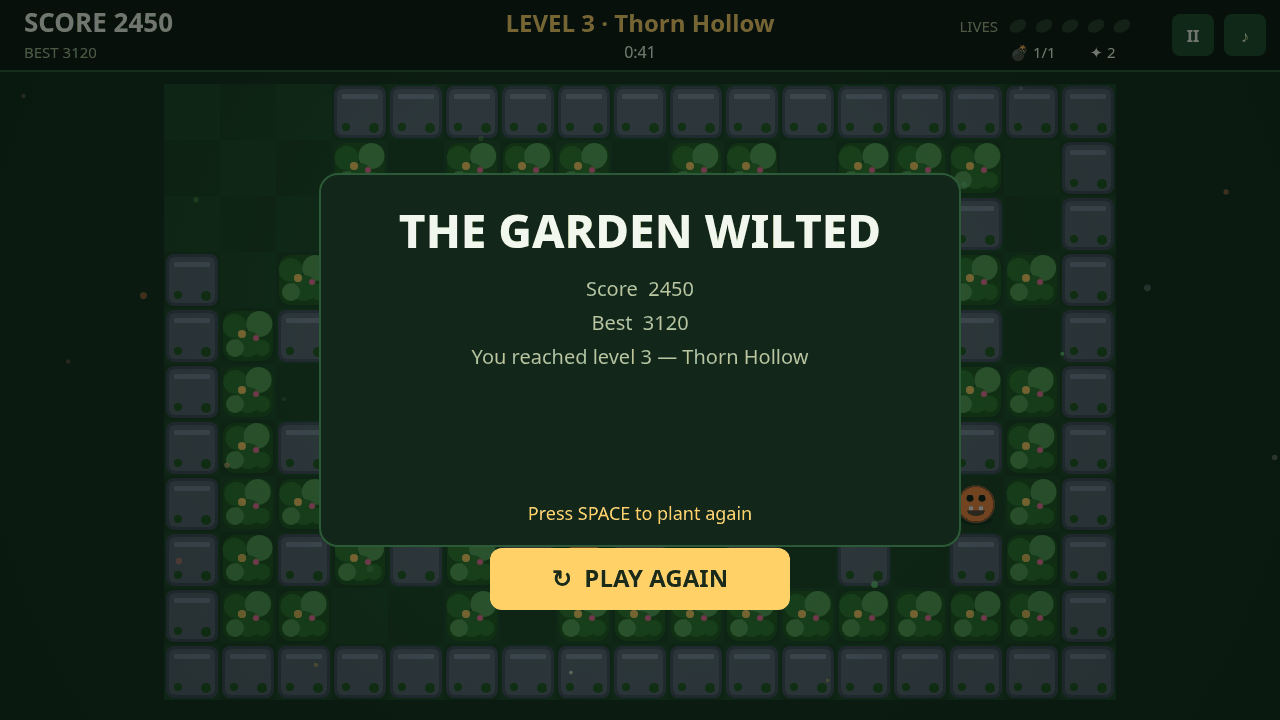 SCORE 2450
BEST 3120
LEVEL 3 · Thorn Hollow
0:41
LIVES
💣 1/1 ✦ 2
II ♪
THE GARDEN WILTED
Score 2450
Best 3120
You reached level 3 — Thorn Hollow
Press SPACE to plant again
↻ PLAY AGAIN